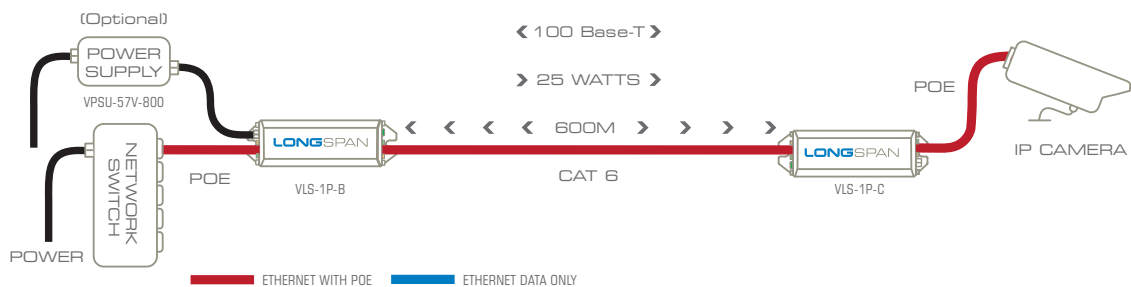 (Optional)
POWER
SUPPLY
VPSU-57V-800
NETWORK
SWITCH
POWER
POE
LONGSPAN
VLS-1P-B
100 Base-T
25 WATTS
600M
CAT 6
LONGSPAN
VLS-1P-C
POE
IP CAMERA
ETHERNET WITH POE
ETHERNET DATA ONLY